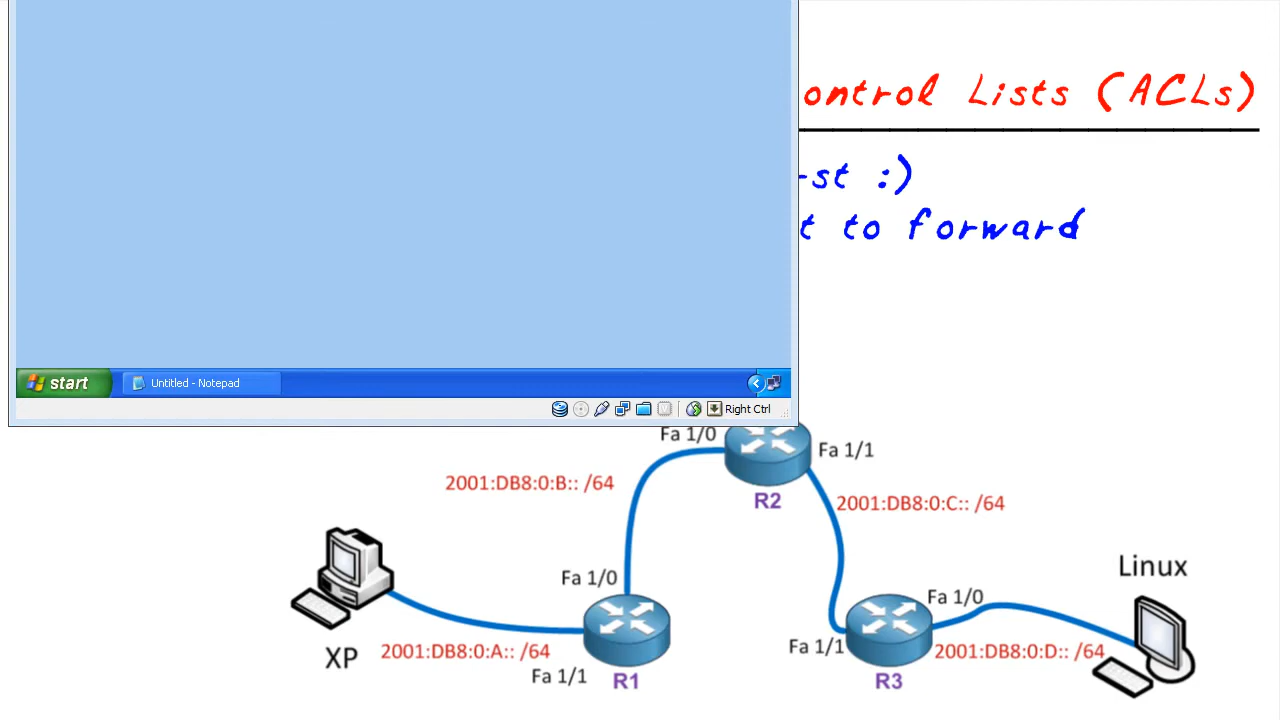 ontrol Lists (ACLs)
st :)
t to forward
start
Untitled - Notepad
Right Ctrl
Fa 1/0
Fa 1/1
2001:DB8:0:B:: /64
R2
2001:DB8:0:C:: /64
Linux
Fa 1/0
Fa 1/0
XP
2001:DB8:0:A:: /64
Fa 1/1
R1
Fa 1/1
2001:DB8:0:D:: /64
R3